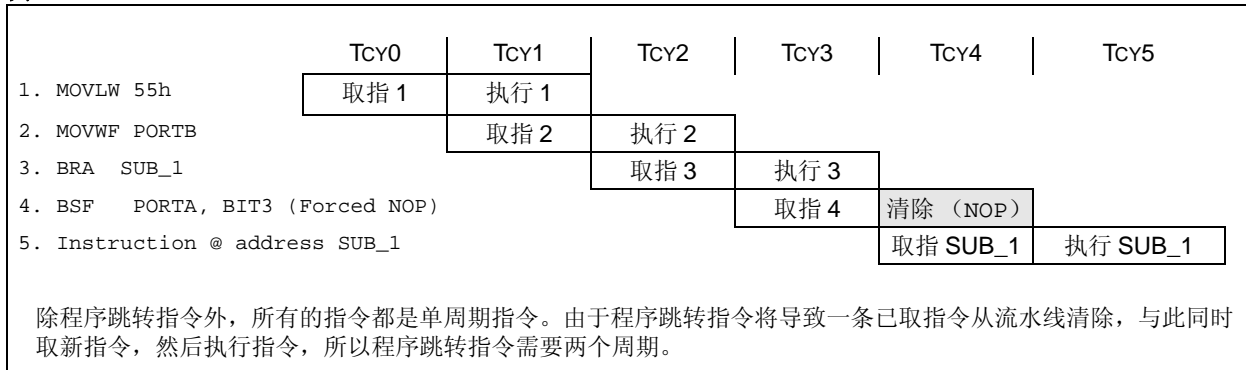 TCY0 TCY1 TCY2 TCY3 TCY4 TCY5
1. MOVLW 55h 取指 1 执行 1
2. MOVWF PORTB 取指 2 执行 2
3. BRA SUB_1 取指 3 执行 3
4. BSF PORTA, BIT3 (Forced NOP) 取指 4 清除 （NOP）
5. Instruction @ address SUB_1 取指 SUB_1 执行 SUB_1
除程序跳转指令外，所有的指令都是单周期指令。由于程序跳转指令将导致一条已取指令从流水线清除，与此同时
取新指令，然后执行指令，所以程序跳转指令需要两个周期。